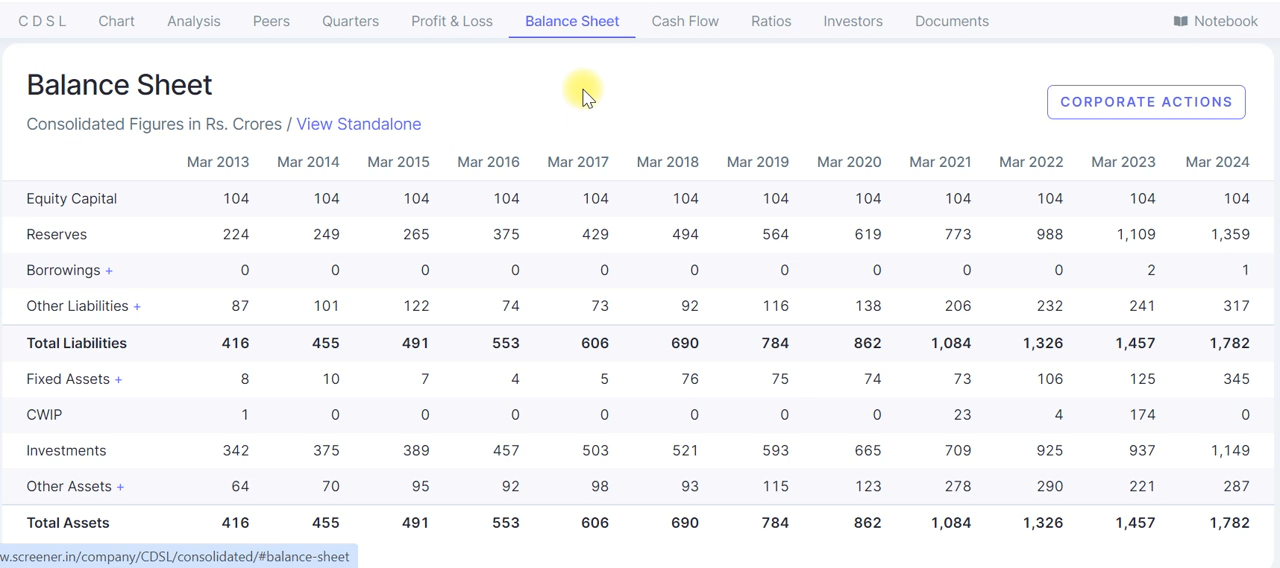 C D S L Chart Analysis Peers Quarters Profit & Loss Balance Sheet Cash Flow Ratios Investors Documents Notebook
Balance Sheet
CORPORATE ACTIONS
Consolidated Figures in Rs. Crores / View Standalone
Mar 2013 Mar 2014 Mar 2015 Mar 2016 Mar 2017 Mar 2018 Mar 2019 Mar 2020 Mar 2021 Mar 2022 Mar 2023 Mar 2024
Equity Capital 104 104 104 104 104 104 104 104 104 104 104 104
Reserves 224 249 265 375 429 494 564 619 773 988 1,109 1,359
Borrowings + 0 0 0 0 0 0 0 0 0 0 2 1
Other Liabilities + 87 101 122 74 73 92 116 138 206 232 241 317
Total Liabilities 416 455 491 553 606 690 784 862 1,084 1,326 1,457 1,782
Fixed Assets + 8 10 7 4 5 76 75 74 73 106 125 345
CWIP 1 0 0 0 0 0 0 0 23 4 174 0
Investments 342 375 389 457 503 521 593 665 709 925 937 1,149
Other Assets + 64 70 95 92 98 93 115 123 278 290 221 287
Total Assets 416 455 491 553 606 690 784 862 1,084 1,326 1,457 1,782
w.screener.in/company/CDSL/consolidated/#balance-sheet